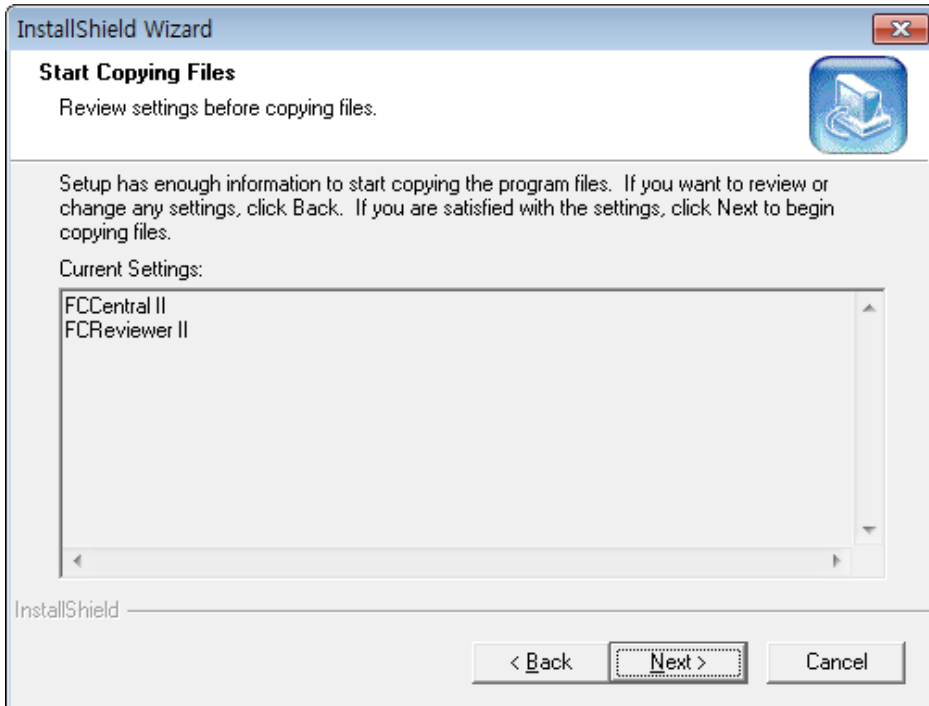 InstallShield Wizard
Start Copying Files
Review settings before copying files.
Setup has enough information to start copying the program files.  If you want to review or
change any settings, click Back.  If you are satisfied with the settings, click Next to begin
copying files.
Current Settings:
FCCentral II
FCReviewer II
InstallShield
< Back
Next >
Cancel